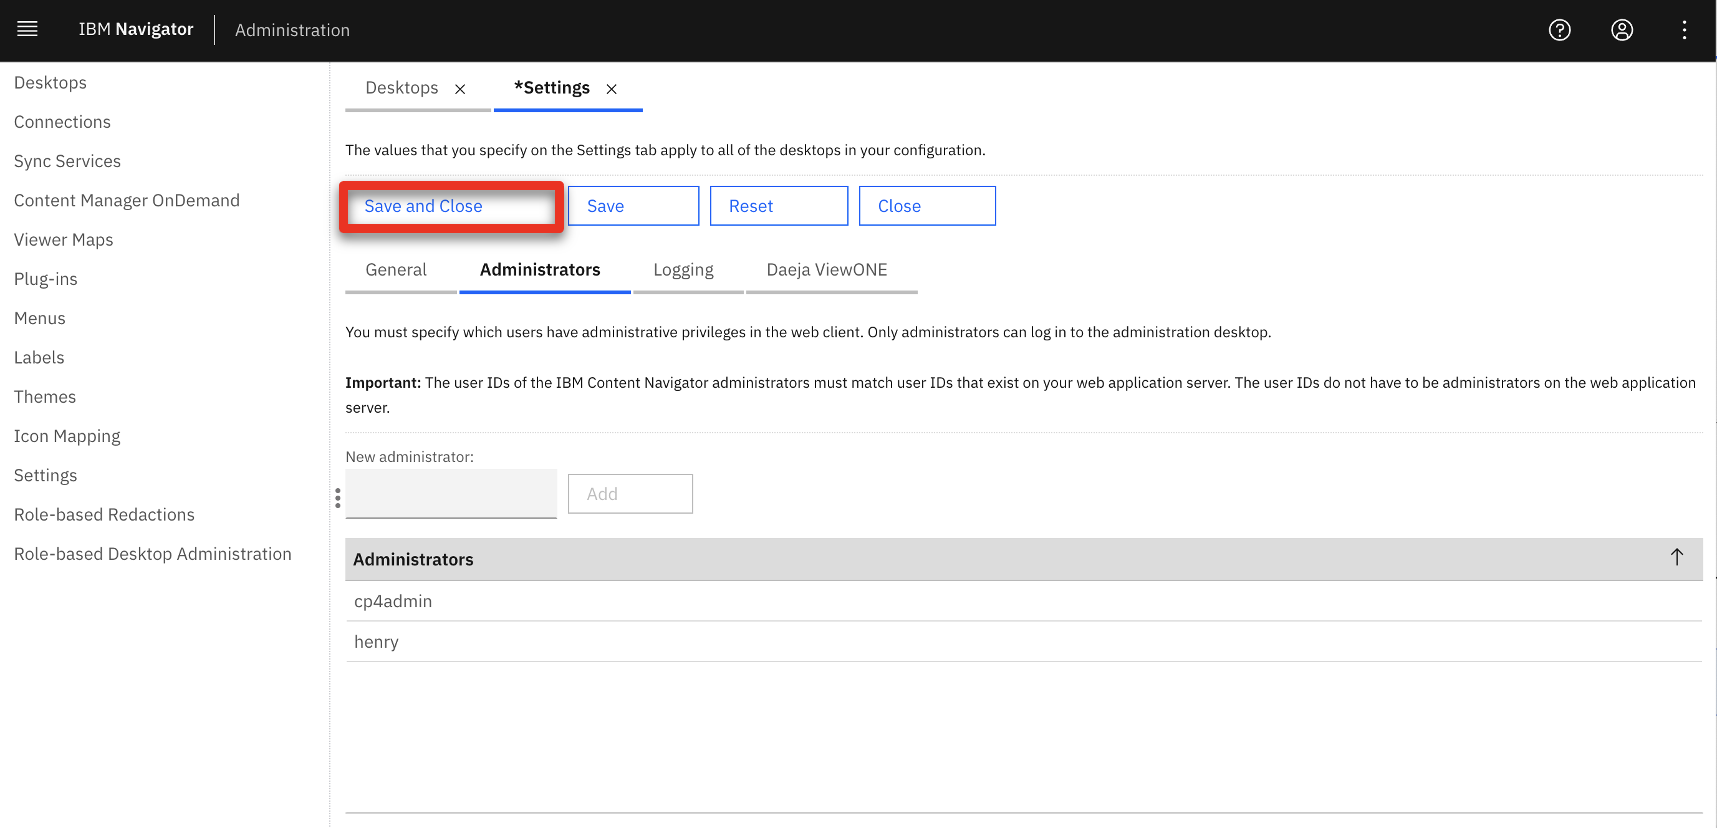 IBM Navigator
Administration
Desktops
Connections
Sync Services
Content Manager OnDemand
Viewer Maps
Plug-ins
Menus
Labels
Themes
Icon Mapping
Settings
Role-based Redactions
Role-based Desktop Administration
Desktops
*Settings
The values that you specify on the Settings tab apply to all of the desktops in your configuration.
Save and Close
Save
Reset
Close
General
Administrators
Logging
Daeja ViewONE
You must specify which users have administrative privileges in the web client. Only administrators can log in to the administration desktop.
Important: The user IDs of the IBM Content Navigator administrators must match user IDs that exist on your web application server. The user IDs do not have to be administrators on the web application
server.
New administrator:
Add
Administrators
cp4admin
henry